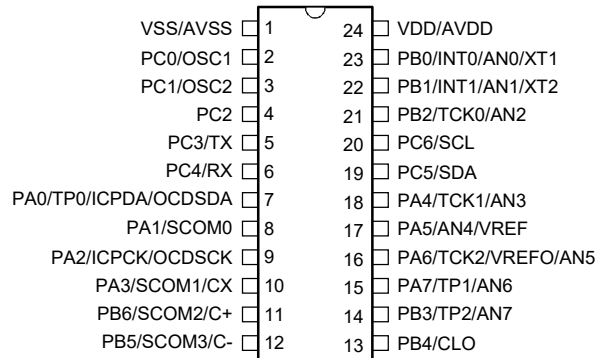 VSS/AVSS 1 24 VDD/AVDD
PC0/OSC1 2 23 PB0/INT0/AN0/XT1
PC1/OSC2 3 22 PB1/INT1/AN1/XT2
PC2 4 21 PB2/TCK0/AN2
PC3/TX 5 20 PC6/SCL
PC4/RX 6 19 PC5/SDA
PA0/TP0/ICPDA/OCDSDA 7 18 PA4/TCK1/AN3
PA1/SCOM0 8 17 PA5/AN4/VREF
PA2/ICPCK/OCDSCK 9 16 PA6/TCK2/VREFO/AN5
PA3/SCOM1/CX 10 15 PA7/TP1/AN6
PB6/SCOM2/C+ 11 14 PB3/TP2/AN7
PB5/SCOM3/C- 12 13 PB4/CLO